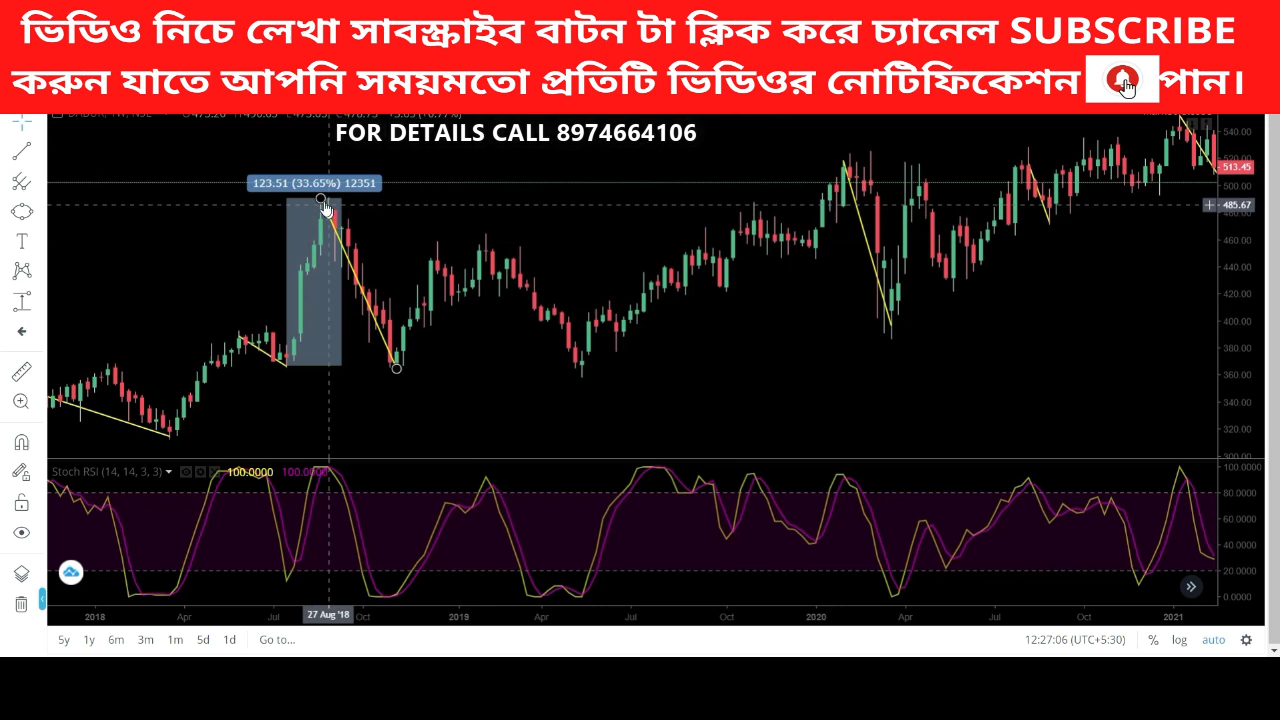 ভিডিও নিচে লেখা সাবস্ক্রাইব বাটন টা ক্লিক করে চ্যানেল SUBSCRIBE
করুন যাতে আপনি সময়মতো প্রতিটি ভিডিওর নোটিফিকেশন পান।
FOR DETAILS CALL 8974664106
540.00
513.45
500.00
123.51 (33.65%) 12351
485.67
460.00
440.00
420.00
400.00
380.00
360.00
340.00
320.00
Stoch RSI (14, 14, 3, 3) 100.0000 100.0000
100.0000
80.0000
60.0000
40.0000
20.0000
0.0000
2018 Apr Jul 27 Aug '18 Oct 2019 Apr Jul Oct 2020 Apr Jul Oct 2021
5y 1y 6m 3m 1m 5d 1d Go to... 12:27:06 (UTC+5:30) % log auto